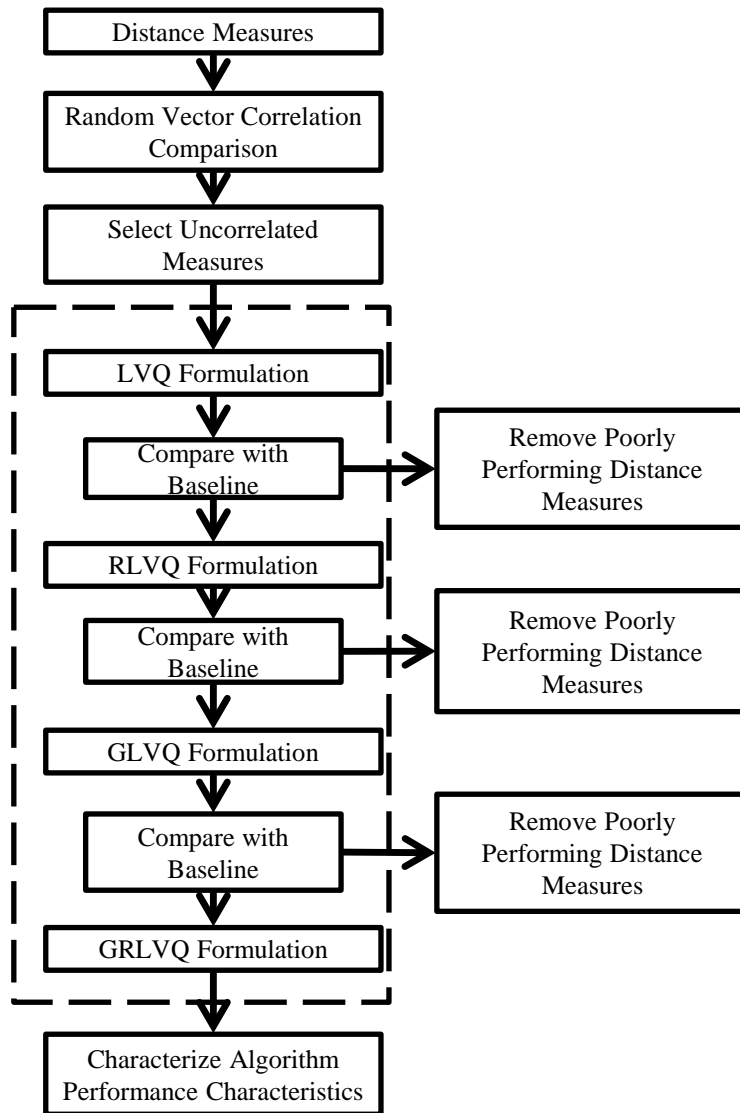 Distance Measures
Random Vector Correlation
Comparison
Select Uncorrelated
Measures
LVQ Formulation
Compare with
Baseline
Remove Poorly
Performing Distance
Measures
RLVQ Formulation
Compare with
Baseline
Remove Poorly
Performing Distance
Measures
GLVQ Formulation
Compare with
Baseline
Remove Poorly
Performing Distance
Measures
GRLVQ Formulation
Characterize Algorithm
Performance Characteristics